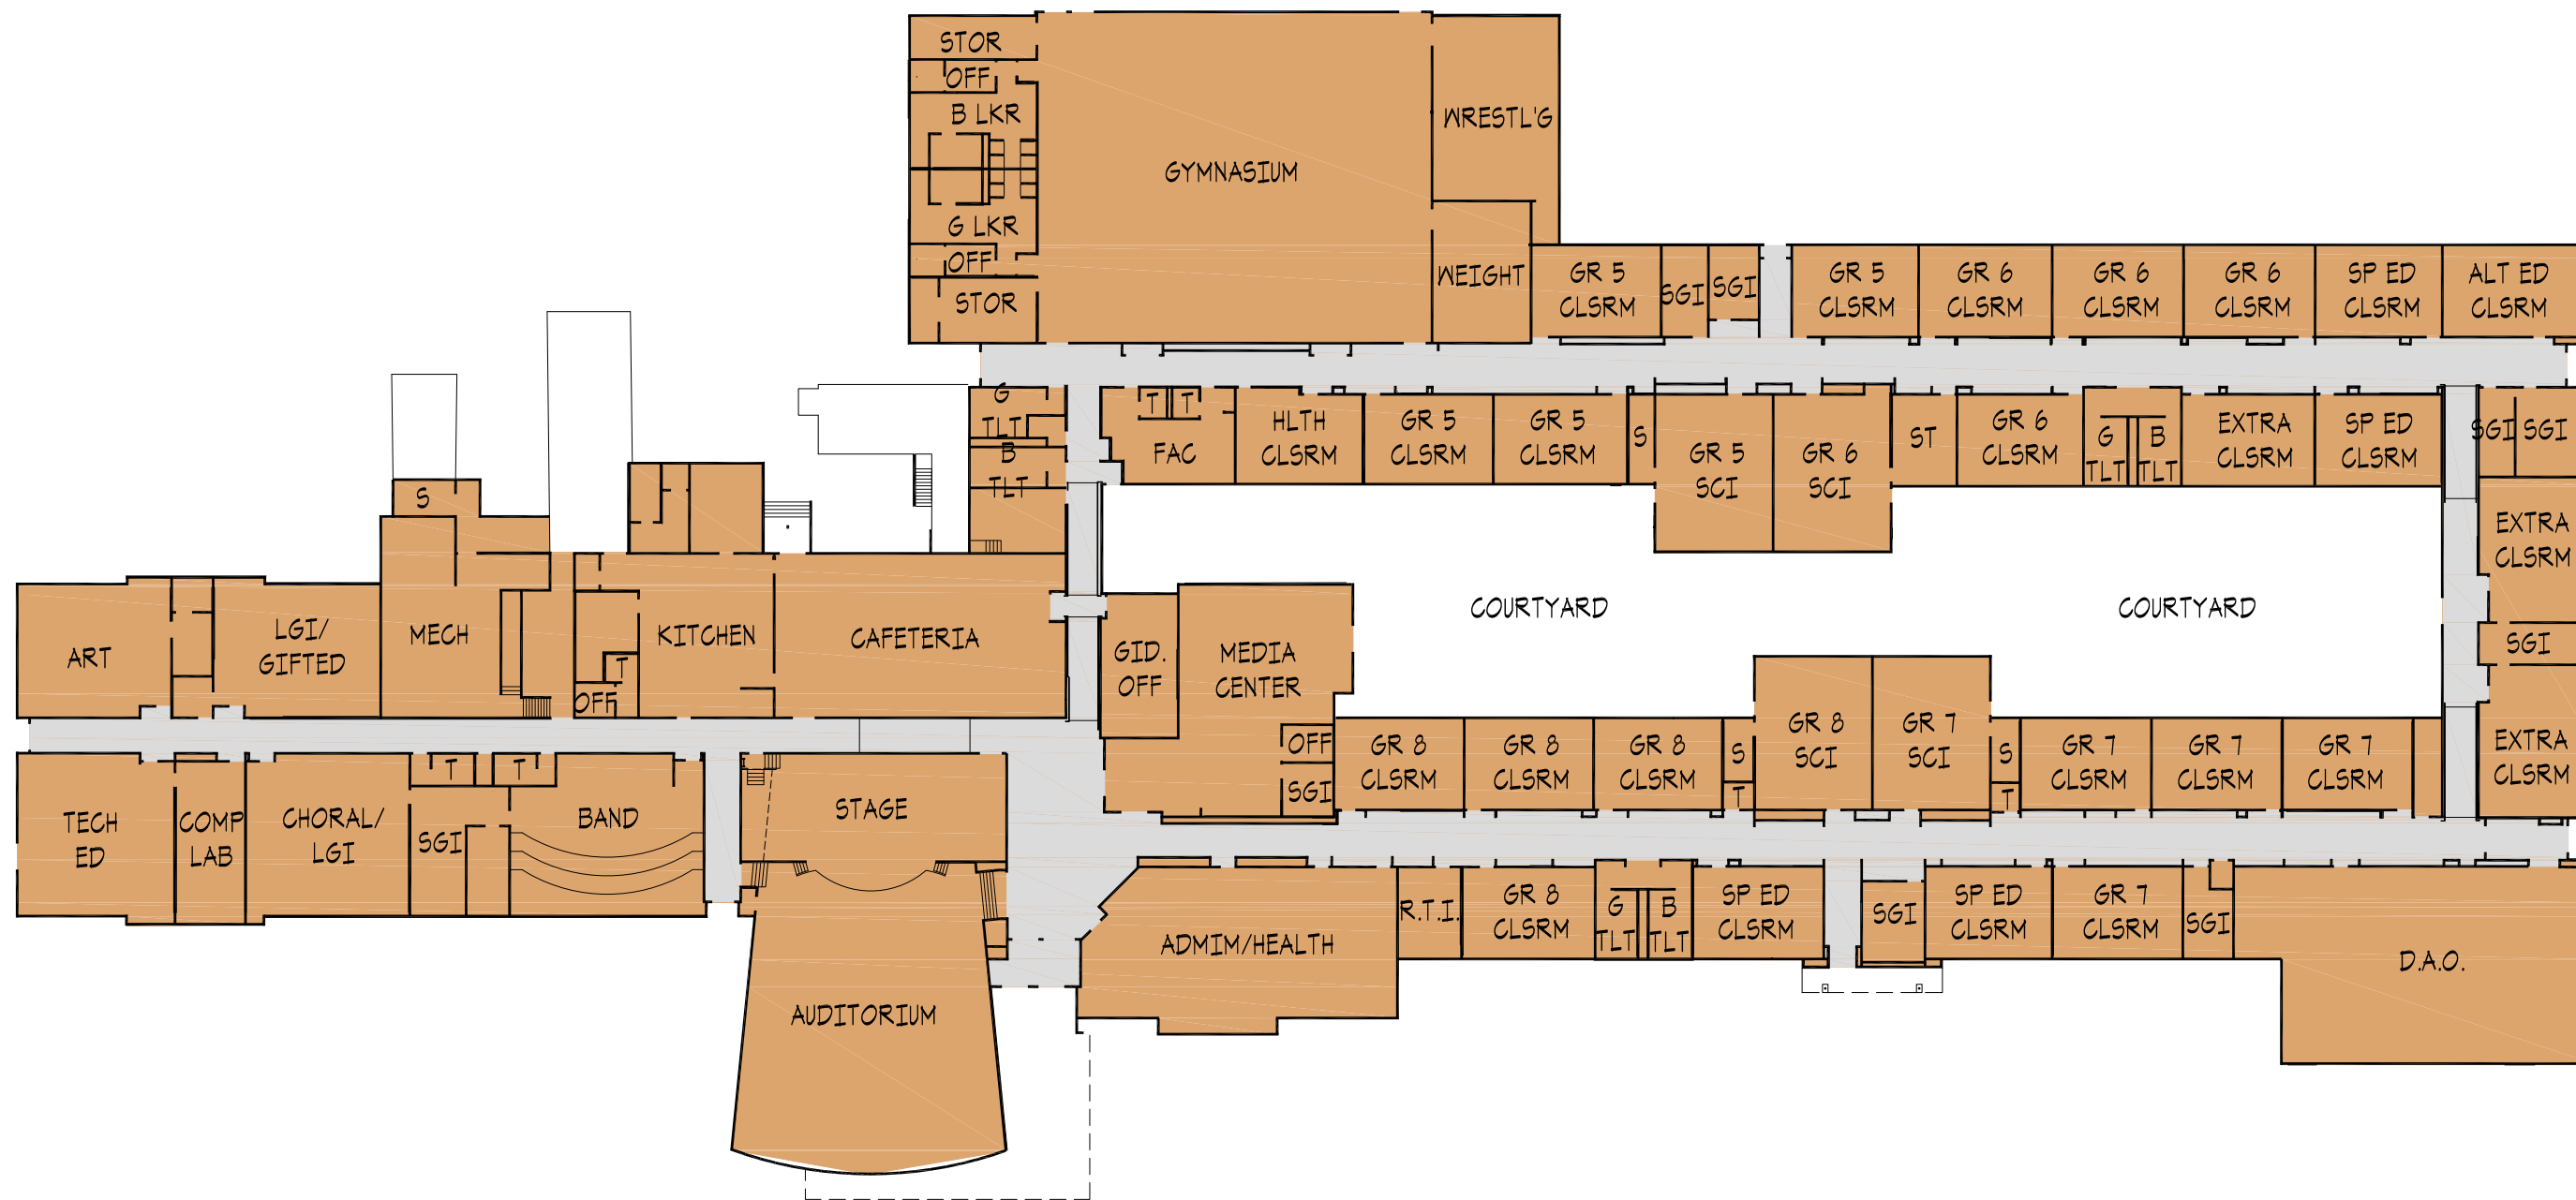 STOR
OFF
B LKR
G LKR
OFF
STOR
GYMNASIUM
WRESTL'G
WEIGHT
GR 5
CLSRM
SGI
SGI
GR 5
CLSRM
GR 6
CLSRM
GR 6
CLSRM
GR 6
CLSRM
SP ED
CLSRM
ALT ED
CLSRM
G
TLT
B
TLT
T
T
FAC
HLTH
CLSRM
GR 5
CLSRM
GR 5
CLSRM
S
GR 5
SCI
GR 6
SCI
ST
GR 6
CLSRM
G
TLT
B
TLT
EXTRA
CLSRM
SP ED
CLSRM
SGI
SGI
EXTRA
CLSRM
SGI
EXTRA
CLSRM
COURTYARD
COURTYARD
S
ART
LGI/
GIFTED
MECH
OFF
T
KITCHEN
CAFETERIA
GID.
OFF
MEDIA
CENTER
OFF
SGI
GR 8
CLSRM
GR 8
CLSRM
GR 8
CLSRM
S
T
GR 8
SCI
GR 7
SCI
S
T
GR 7
CLSRM
GR 7
CLSRM
GR 7
CLSRM
TECH
ED
COMP
LAB
CHORAL/
LGI
T
T
SGI
BAND
STAGE
AUDITORIUM
ADMIM/HEALTH
R.T.I.
GR 8
CLSRM
G
TLT
B
TLT
SP ED
CLSRM
SGI
SP ED
CLSRM
GR 7
CLSRM
SGI
D.A.O.